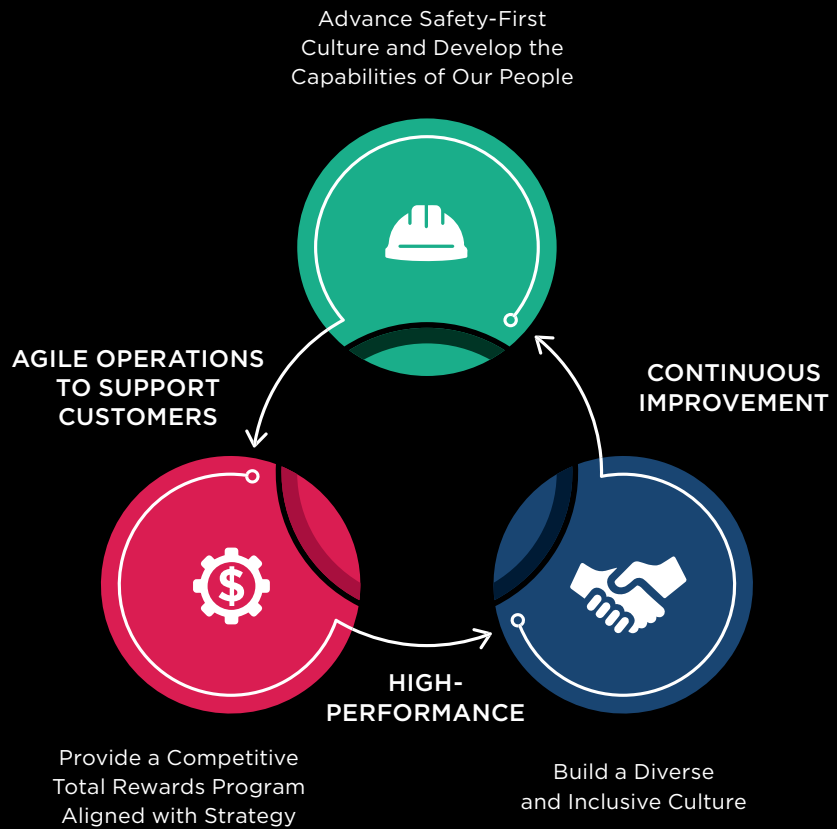 Advance Safety-First
Culture and Develop the
Capabilities of Our People
AGILE OPERATIONS
TO SUPPORT
CUSTOMERS
CONTINUOUS
IMPROVEMENT
$
HIGH-
PERFORMANCE
Provide a Competitive
Total Rewards Program
Aligned with Strategy
Build a Diverse
and Inclusive Culture